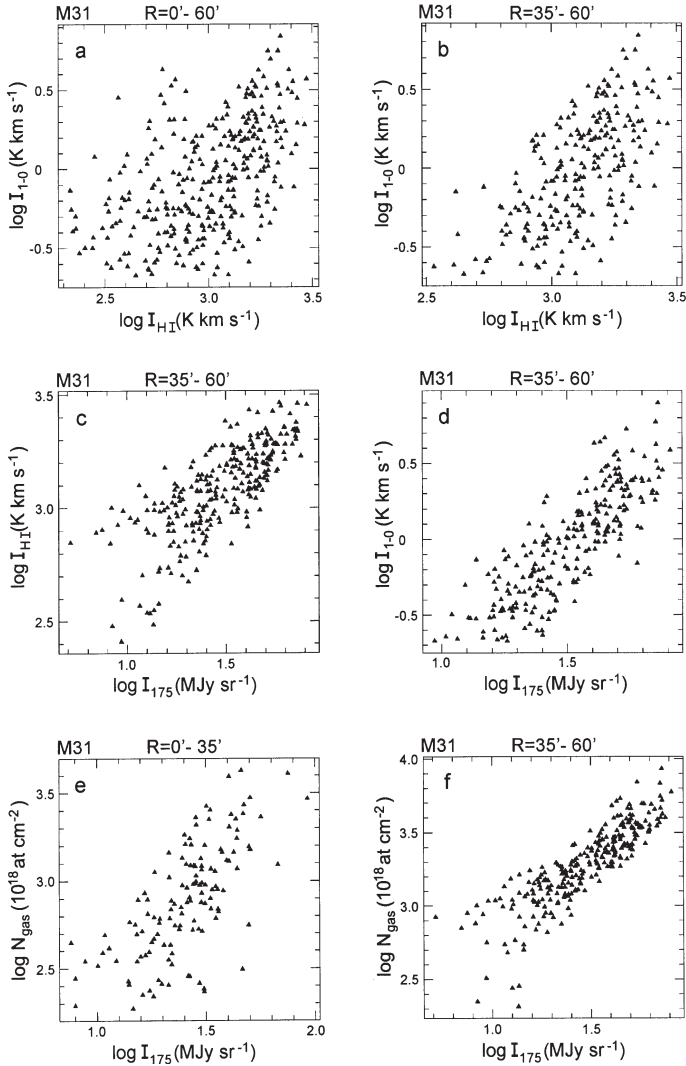 M31 R=0'- 60'
a
0.5
0
-0.5
log I1-0 (K km s-1)
2.5 3.0 3.5
log IHI(K km s-1)
M31 R=35'- 60'
b
0.5
0
-0.5
log I1-0 (K km s-1)
2.5 3.0 3.5
log IHI(K km s-1)
M31 R=35'- 60'
c
3.5
3.0
2.5
log IHI(K km s-1)
1.0 1.5
log I175(MJy sr-1)
M31 R=35'- 60'
d
0.5
0
-0.5
log I1-0 (K km s-1)
1.0 1.5
log I175(MJy sr-1)
M31 R=0'- 35'
e
3.5
3.0
2.5
log Ngas (1018 at cm-2)
1.0 1.5 2.0
log I175(MJy sr-1)
M31 R=35'- 60'
f
4.0
3.5
3.0
2.5
log Ngas (1018at cm-2)
1.0 1.5
log I175(MJy sr-1)